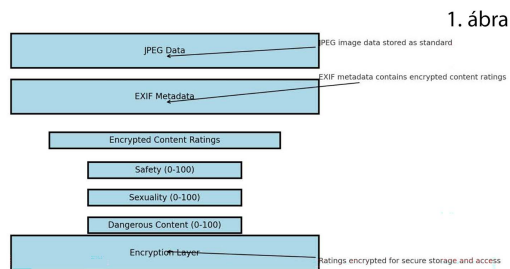 1. ábra
JPEG Data
JPEG image data stored as standard
EXIF metadata contains encrypted content ratings
EXIF Metadata
Encrypted Content Ratings
Safety (0-100)
Sexuality (0-100)
Dangerous Content (0-100)
Encryption Layer
Ratings encrypted for secure storage and access